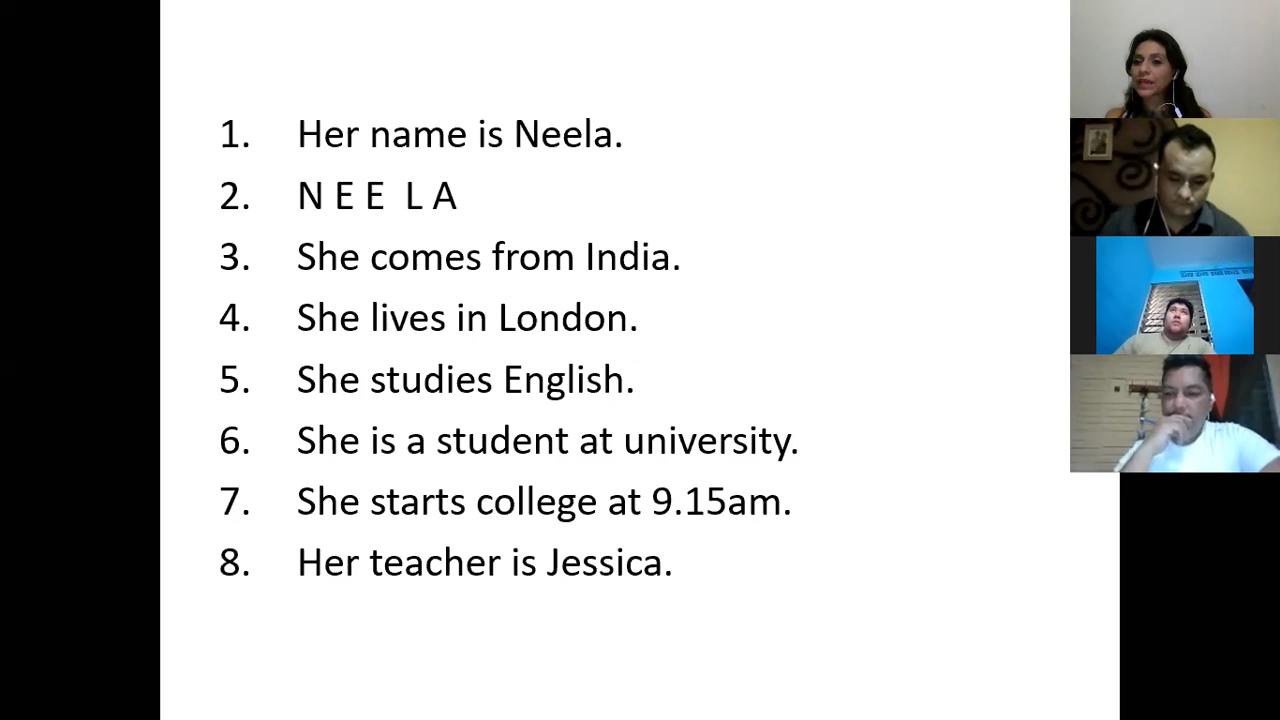 1. Her name is Neela.
2. N E E L A
3. She comes from India.
4. She lives in London.
5. She studies English.
6. She is a student at university.
7. She starts college at 9.15am.
8. Her teacher is Jessica.